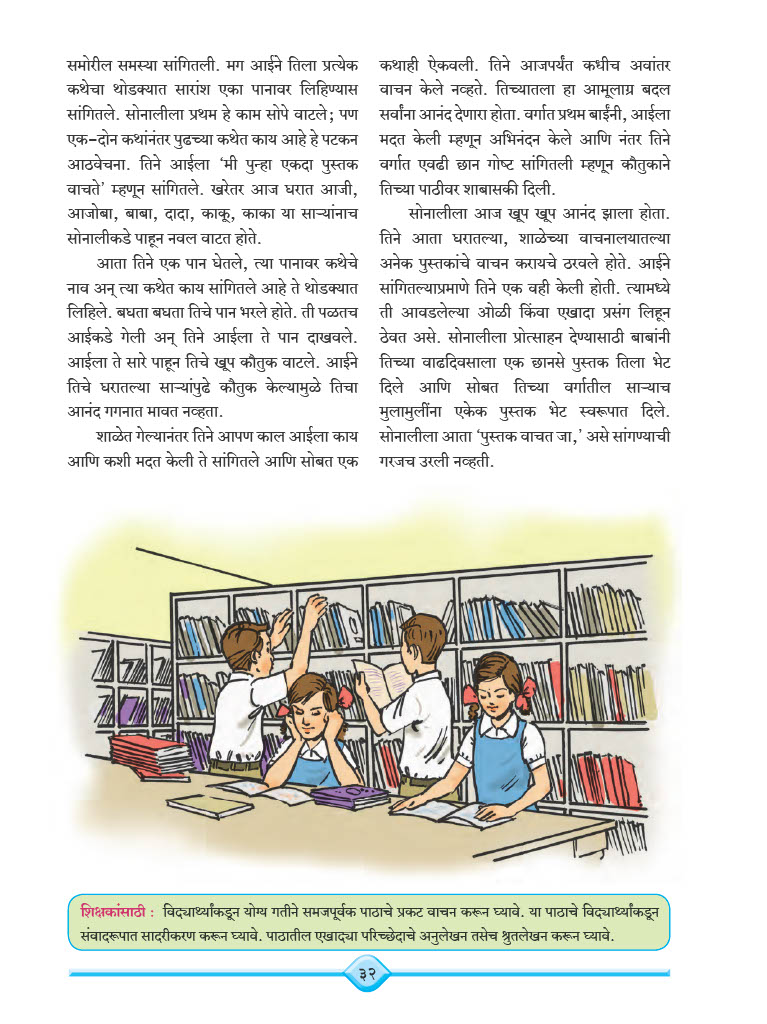 समोरील समस्या सांगितली. मग आईने तिला प्रत्येक
कथेचा थोडक्यात सारांश एका पानावर लिहिण्यास
सांगितले. सोनालीला प्रथम हे काम सोपे वाटले; पण
एक-दोन कथांनंतर पुढच्या कथेत काय आहे हे पटकन
आठवेचना. तिने आईला ‘मी पुन्हा एकदा पुस्तक
वाचते’ म्हणून सांगितले. खरेतर आज घरात आजी,
आजोबा, बाबा, दादा, काकू, काका या साऱ्यांनाच
सोनालीकडे पाहून नवल वाटत होते.
आता तिने एक पान घेतले, त्या पानावर कथेचे
नाव अन् त्या कथेत काय सांगितले आहे ते थोडक्यात
लिहिले. बघता बघता तिचे पान भरले होते. ती पळतच
आईकडे गेली अन् तिने आईला ते पान दाखवले.
आईला ते सारे पाहून तिचे खूप कौतुक वाटले. आईने
तिचे घरातल्या साऱ्यांपुढे कौतुक केल्यामुळे तिचा
आनंद गगनात मावत नव्हता.
शाळेत गेल्यानंतर तिने आपण काल आईला काय
आणि कशी मदत केली ते सांगितले आणि सोबत एक
कथाही ऐकवली. तिने आजपर्यंत कधीच अवांतर
वाचन केले नव्हते. तिच्यातला हा आमूलाग्र बदल
सर्वांना आनंद देणारा होता. वर्गात प्रथम बाईंनी, आईला
मदत केली म्हणून अभिनंदन केले आणि नंतर तिने
वर्गात एवढी छान गोष्ट सांगितली म्हणून कौतुकाने
तिच्या पाठीवर शाबासकी दिली.
सोनालीला आज खूप खूप आनंद झाला होता.
तिने आता घरातल्या, शाळेच्या वाचनालयातल्या
अनेक पुस्तकांचे वाचन करायचे ठरवले होते. आईने
सांगितल्याप्रमाणे तिने एक वही केली होती. त्यामध्ये
ती आवडलेल्या ओळी किंवा एखादा प्रसंग लिहून
ठेवत असे. सोनालीला प्रोत्साहन देण्यासाठी बाबांनी
तिच्या वाढदिवसाला एक छानसे पुस्तक तिला भेट
दिले आणि सोबत तिच्या वर्गातील साऱ्याच
मुलामुलींना एकेक पुस्तक भेट स्वरूपात दिले.
सोनालीला आता ‘पुस्तक वाचत जा,’ असे सांगण्याची
गरजच उरली नव्हती.
शिक्षकांसाठी : विद्यार्थ्यांकडून योग्य गतीने समजपूर्वक पाठाचे प्रकट वाचन करून घ्यावे. या पाठाचे विद्यार्थ्यांकडून
संवादरूपात सादरीकरण करून घ्यावे. पाठातील एखाद्या परिच्छेदाचे अनुलेखन तसेच श्रुतलेखन करून घ्यावे.
३२